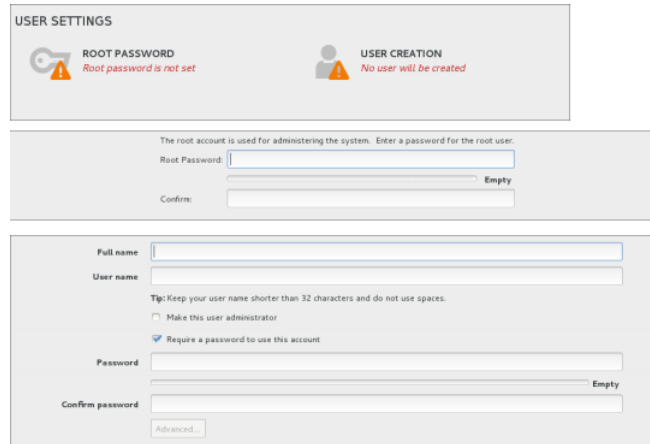 USER SETTINGS
ROOT PASSWORD
Root password is not set
USER CREATION
No user will be created
The root account is used for administering the system. Enter a password for the root user.
Root Password:
Empty
Confirm:
Full name
User name
Tip: Keep your user name shorter than 32 characters and do not use spaces.
Make this user administrator
Require a password to use this account
Password
Empty
Confirm password
Advanced...